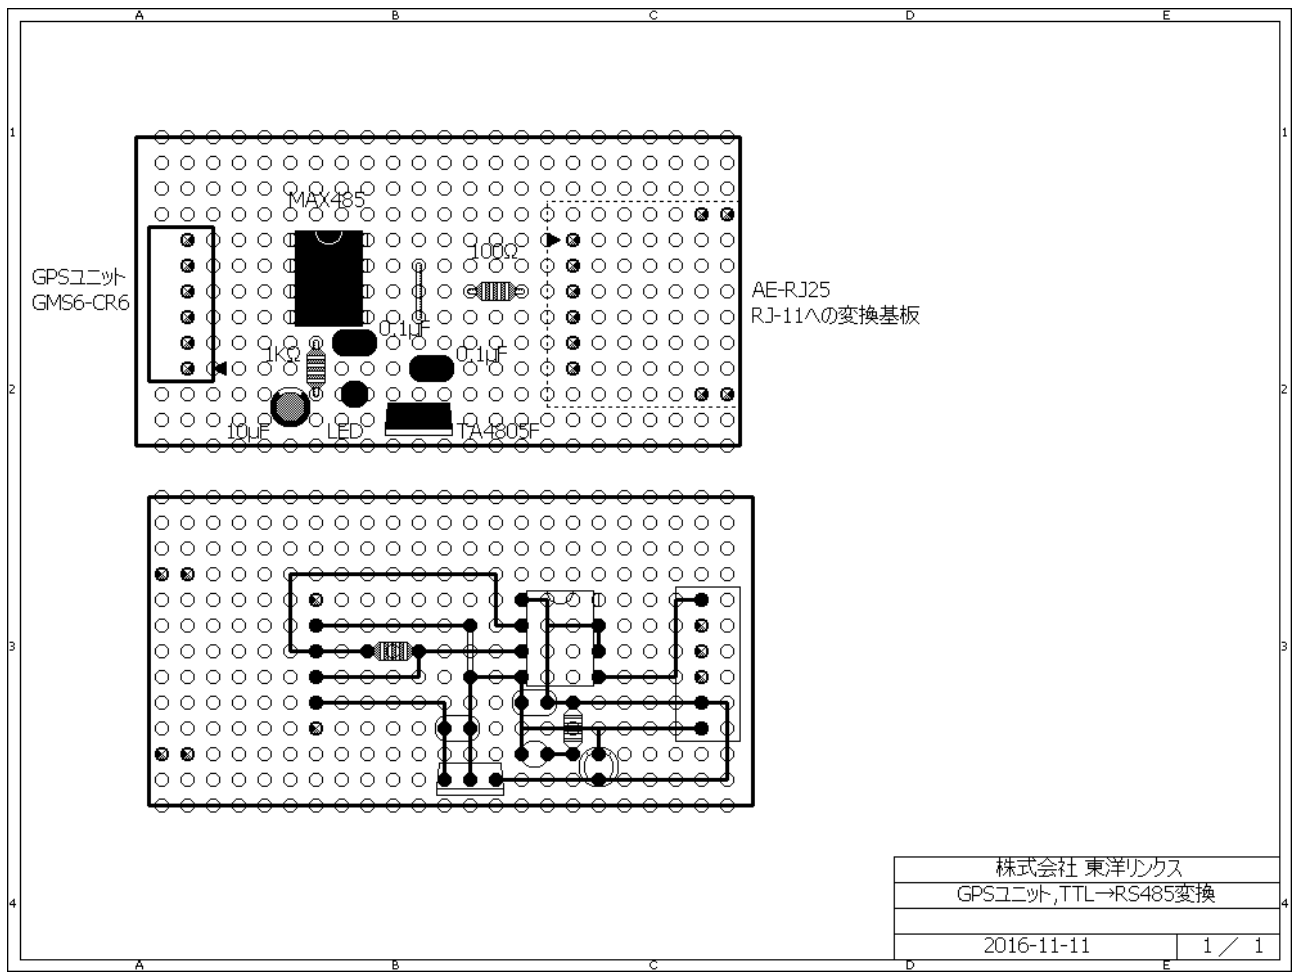 A B C D E
1 1
MAX485
100Ω
GPSユニット
GMS6-CR6
AE-RJ25
RJ-11への変換基板
0.1μF
1KΩ
0.1μF
2 2
10μF
LED
TA4805F
3 3
株式会社 東洋リンクス
GPSユニット,TTL→RS485変換
4 4
2016-11-11
1 / 1
A B C D E